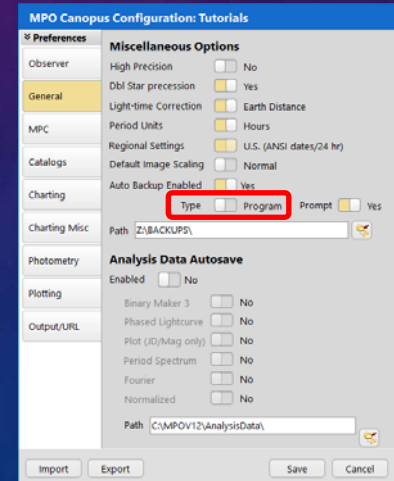 MPO Canopus Configuration: Tutorials
Preferences
Observer
General
MPC
Catalogs
Charting
Charting Misc
Photometry
Plotting
Output/URL
Miscellaneous Options
High Precision No
Dbl Star precession Yes
Light-time Correction Earth Distance
Period Units Hours
Regional Settings U.S. (ANSI dates/24 hr)
Default Image Scaling Normal
Auto Backup Enabled Yes
Type Program Prompt Yes
Path Z:\BACKUPS\
Analysis Data Autosave
Enabled No
Binary Maker 3 No
Phased Lightcurve No
Plot (JD/Mag only) No
Period Spectrum No
Fourier No
Normalized No
Path C:\MPOV12\AnalysisData\
Import Export Save Cancel